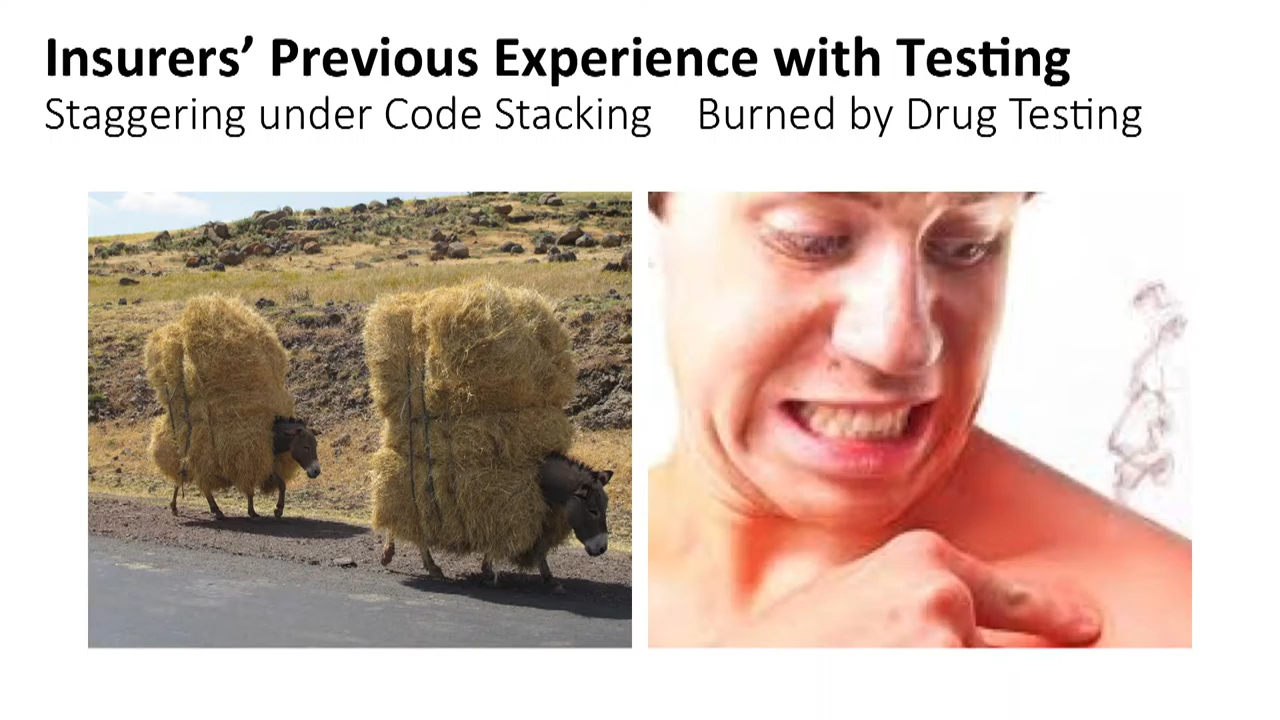 Insurers’ Previous Experience with Testing
Staggering under Code Stacking Burned by Drug Testing